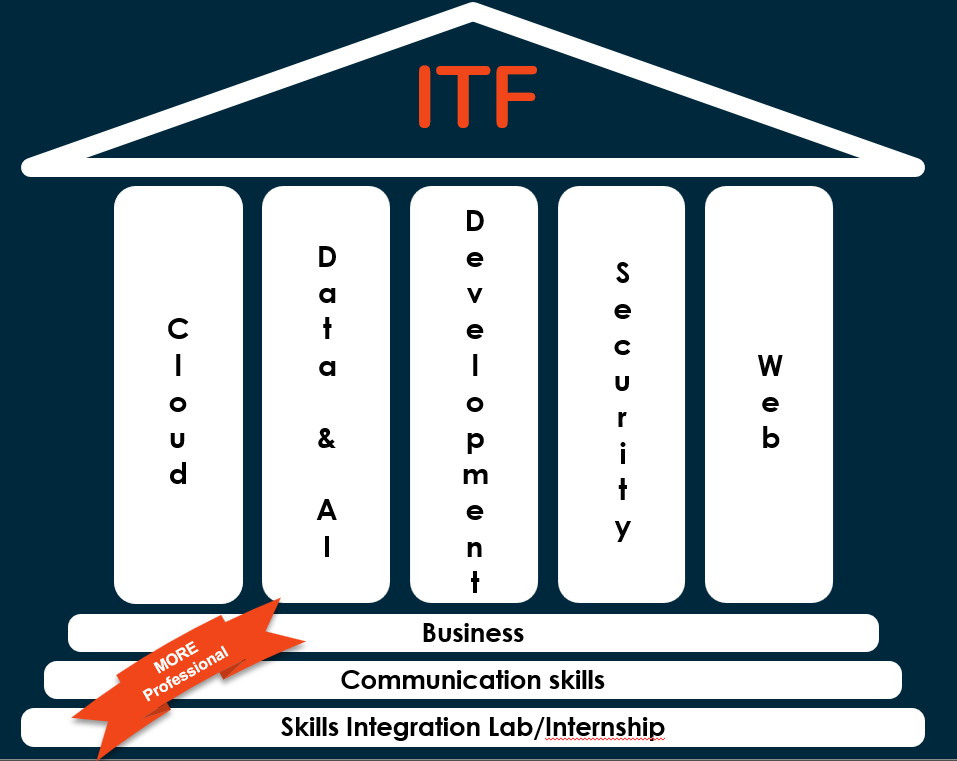 ITF
Cloud
Data & AI
Development
Security
Web
Business
MORE
Professional
Communication skills
Skills Integration Lab/Internship